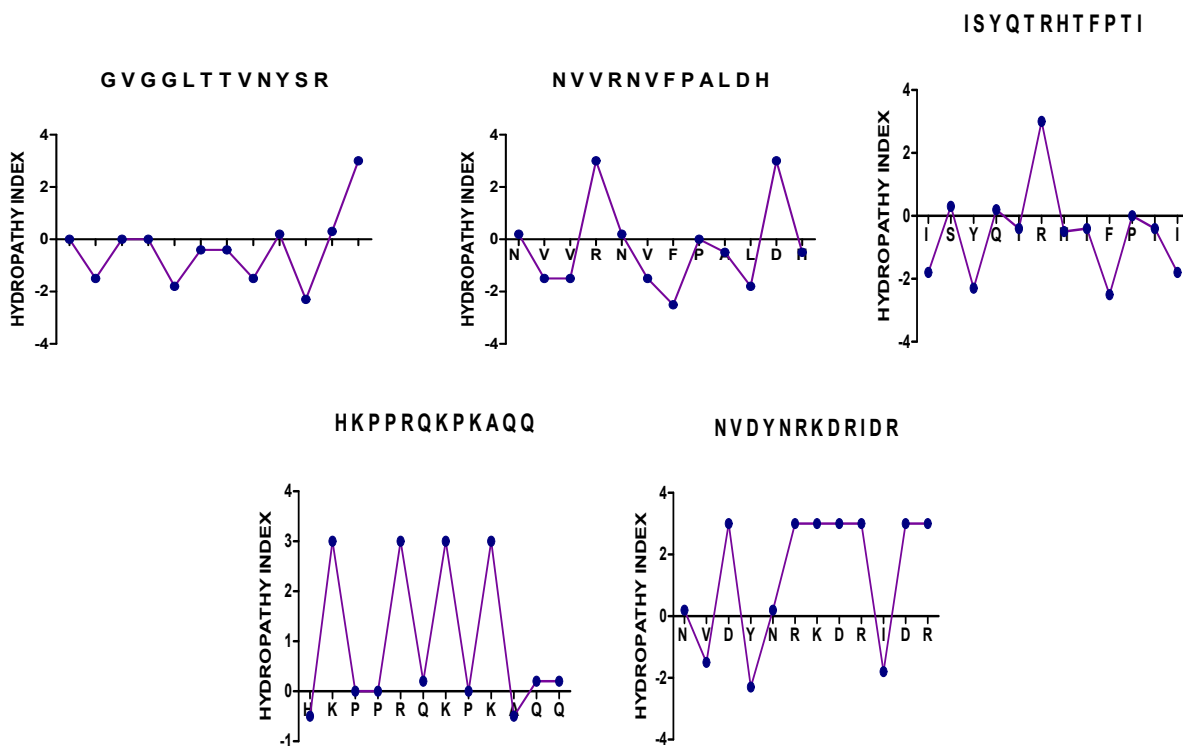 ISYQTRHTFPTI
GVGGLTTVNYSR
NVVRNVFPALDH
HYDROPATHY INDEX
4
2
0
-2
-4
HYDROPATHY INDEX
4
2
0
-2
-4
N V V R N V F P A L D H
HYDROPATHY INDEX
4
2
0
-2
-4
I S Y Q T R H T F P T I
HKPPRQKPKAQQ
NVDYNRKDRIDR
HYDROPATHY INDEX
4
3
2
1
0
-1
H K P P R Q K P K A Q Q
HYDROPATHY INDEX
4
2
0
-2
-4
N V D Y N R K D R I D R